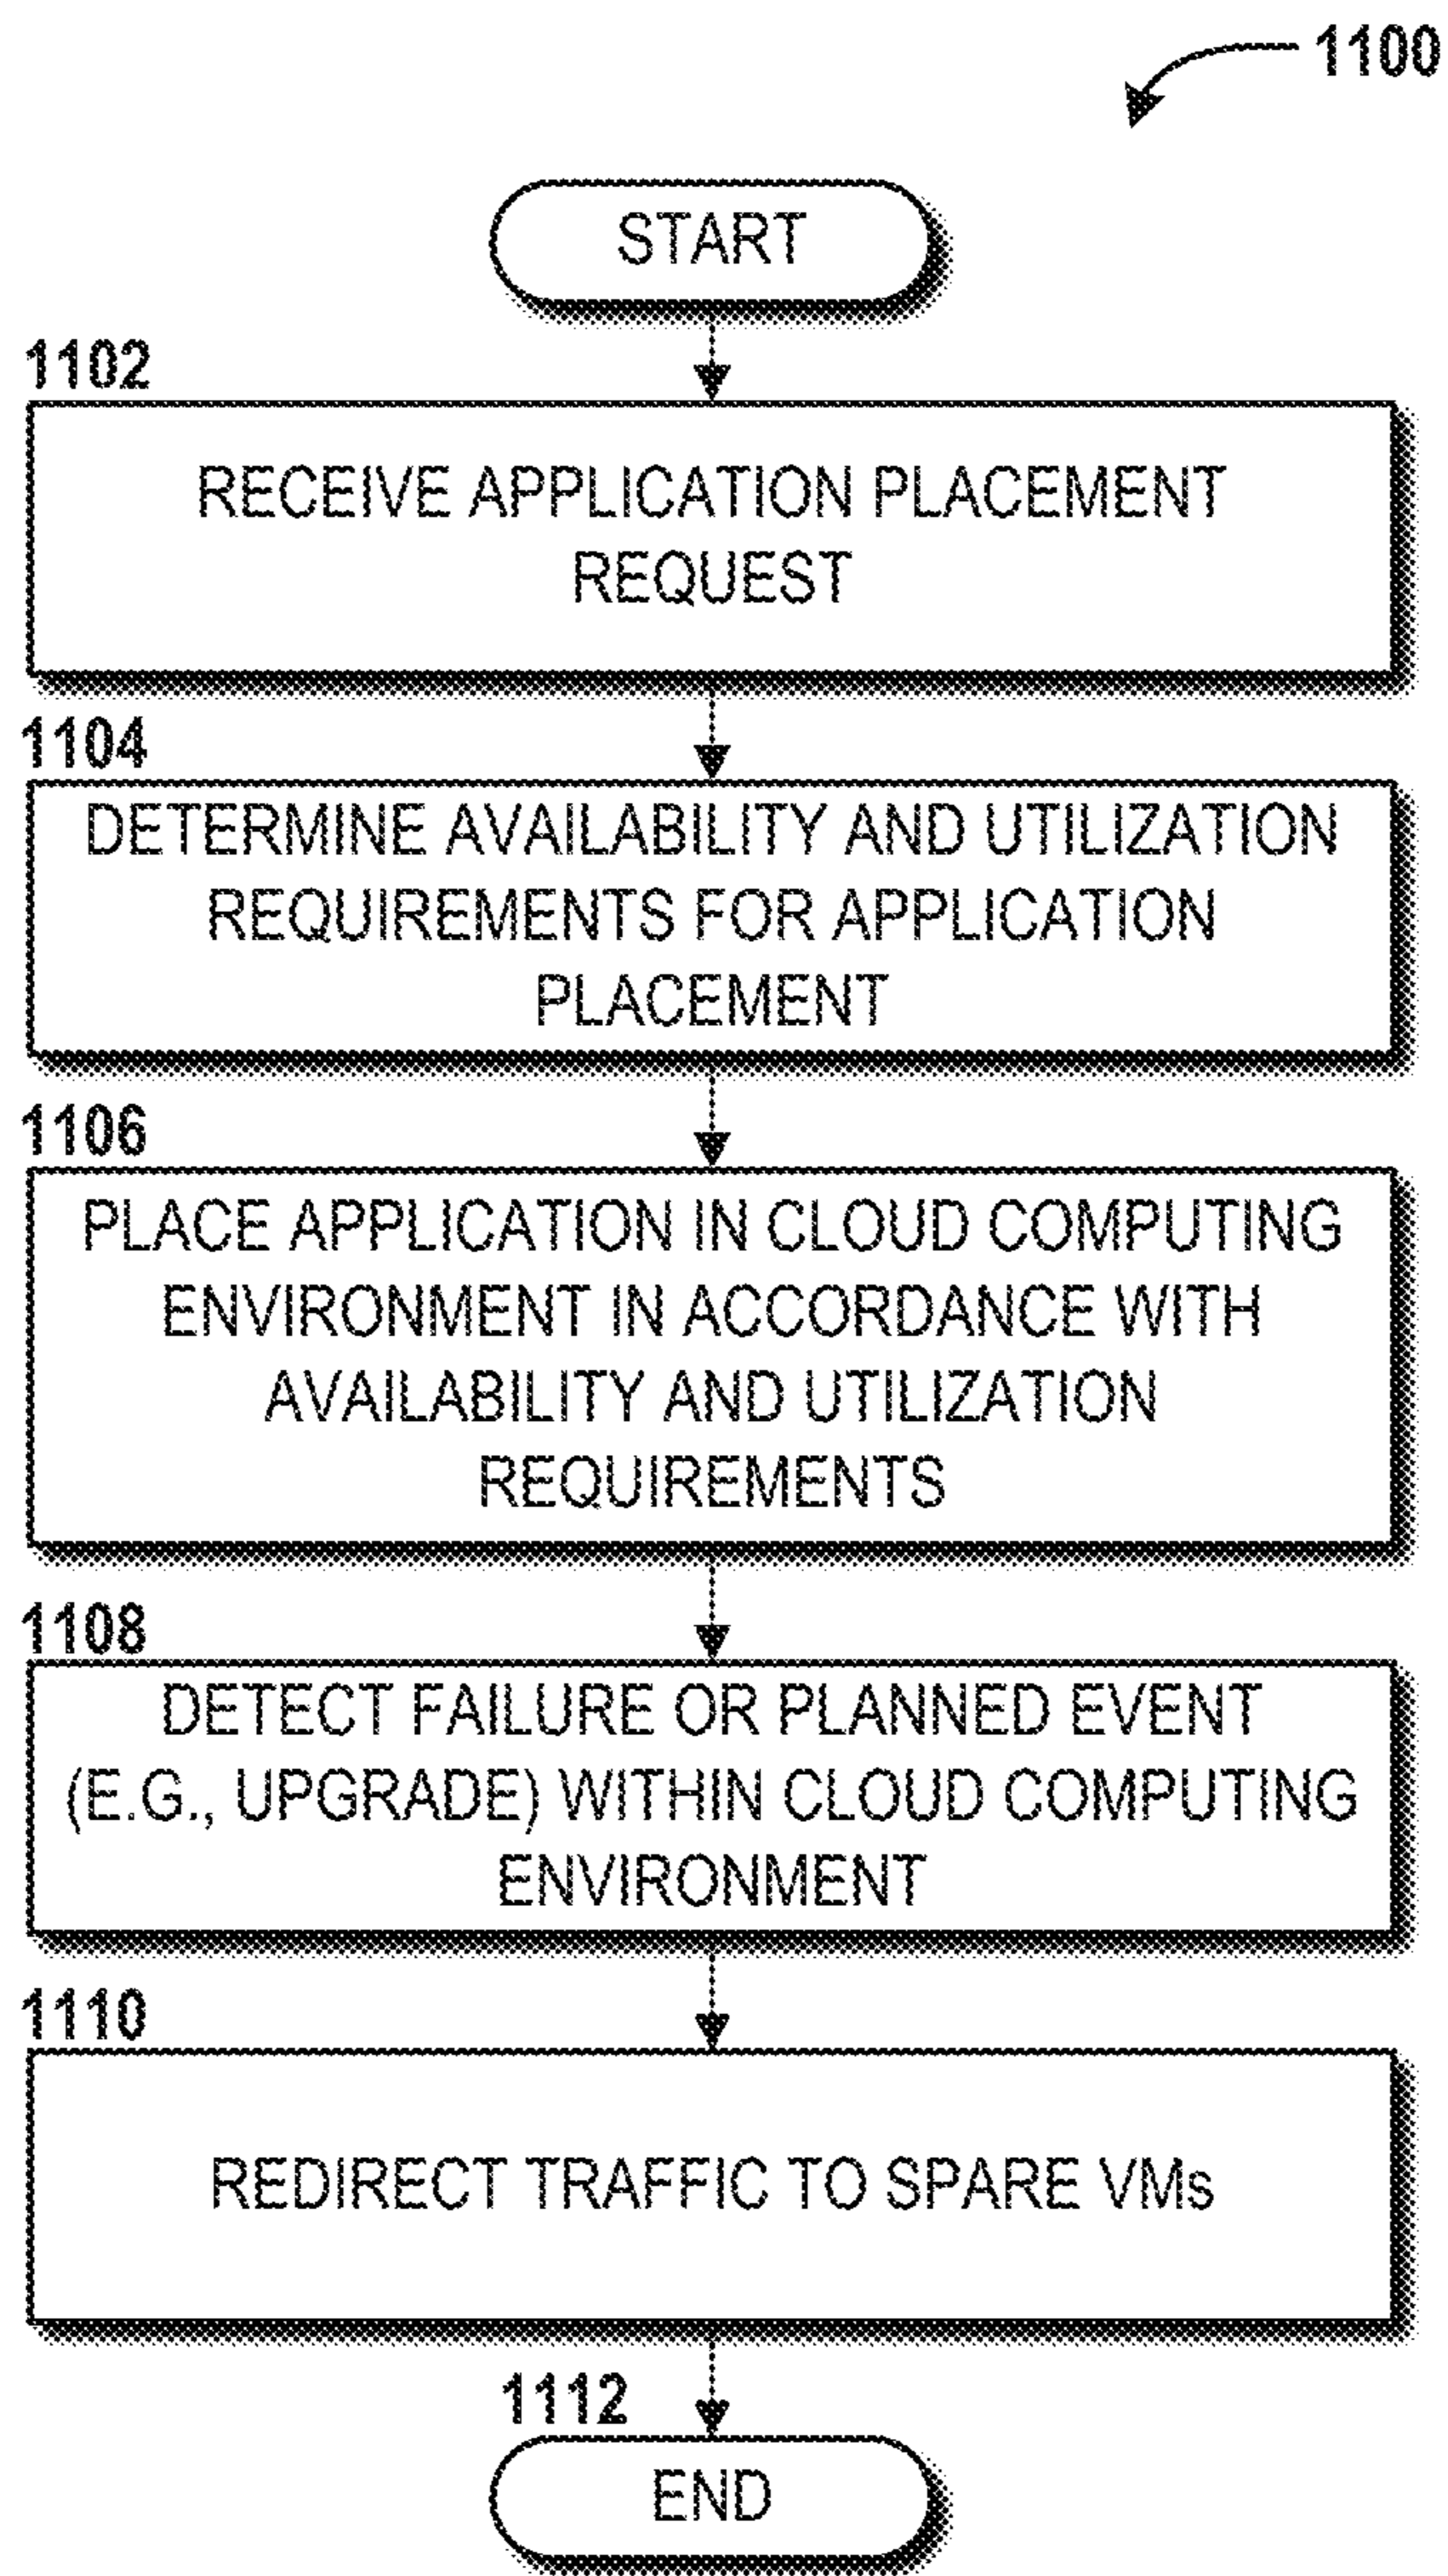 1100
START
1102
RECEIVE APPLICATION PLACEMENT
REQUEST
1104
DETERMINE AVAILABILITY AND UTILIZATION
REQUIREMENTS FOR APPLICATION
PLACEMENT
1106
PLACE APPLICATION IN CLOUD COMPUTING
ENVIRONMENT IN ACCORDANCE WITH
AVAILABILITY AND UTILIZATION
REQUIREMENTS
1108
DETECT FAILURE OR PLANNED EVENT
(E.G., UPGRADE) WITHIN CLOUD COMPUTING
ENVIRONMENT
1110
REDIRECT TRAFFIC TO SPARE VMs
1112
END